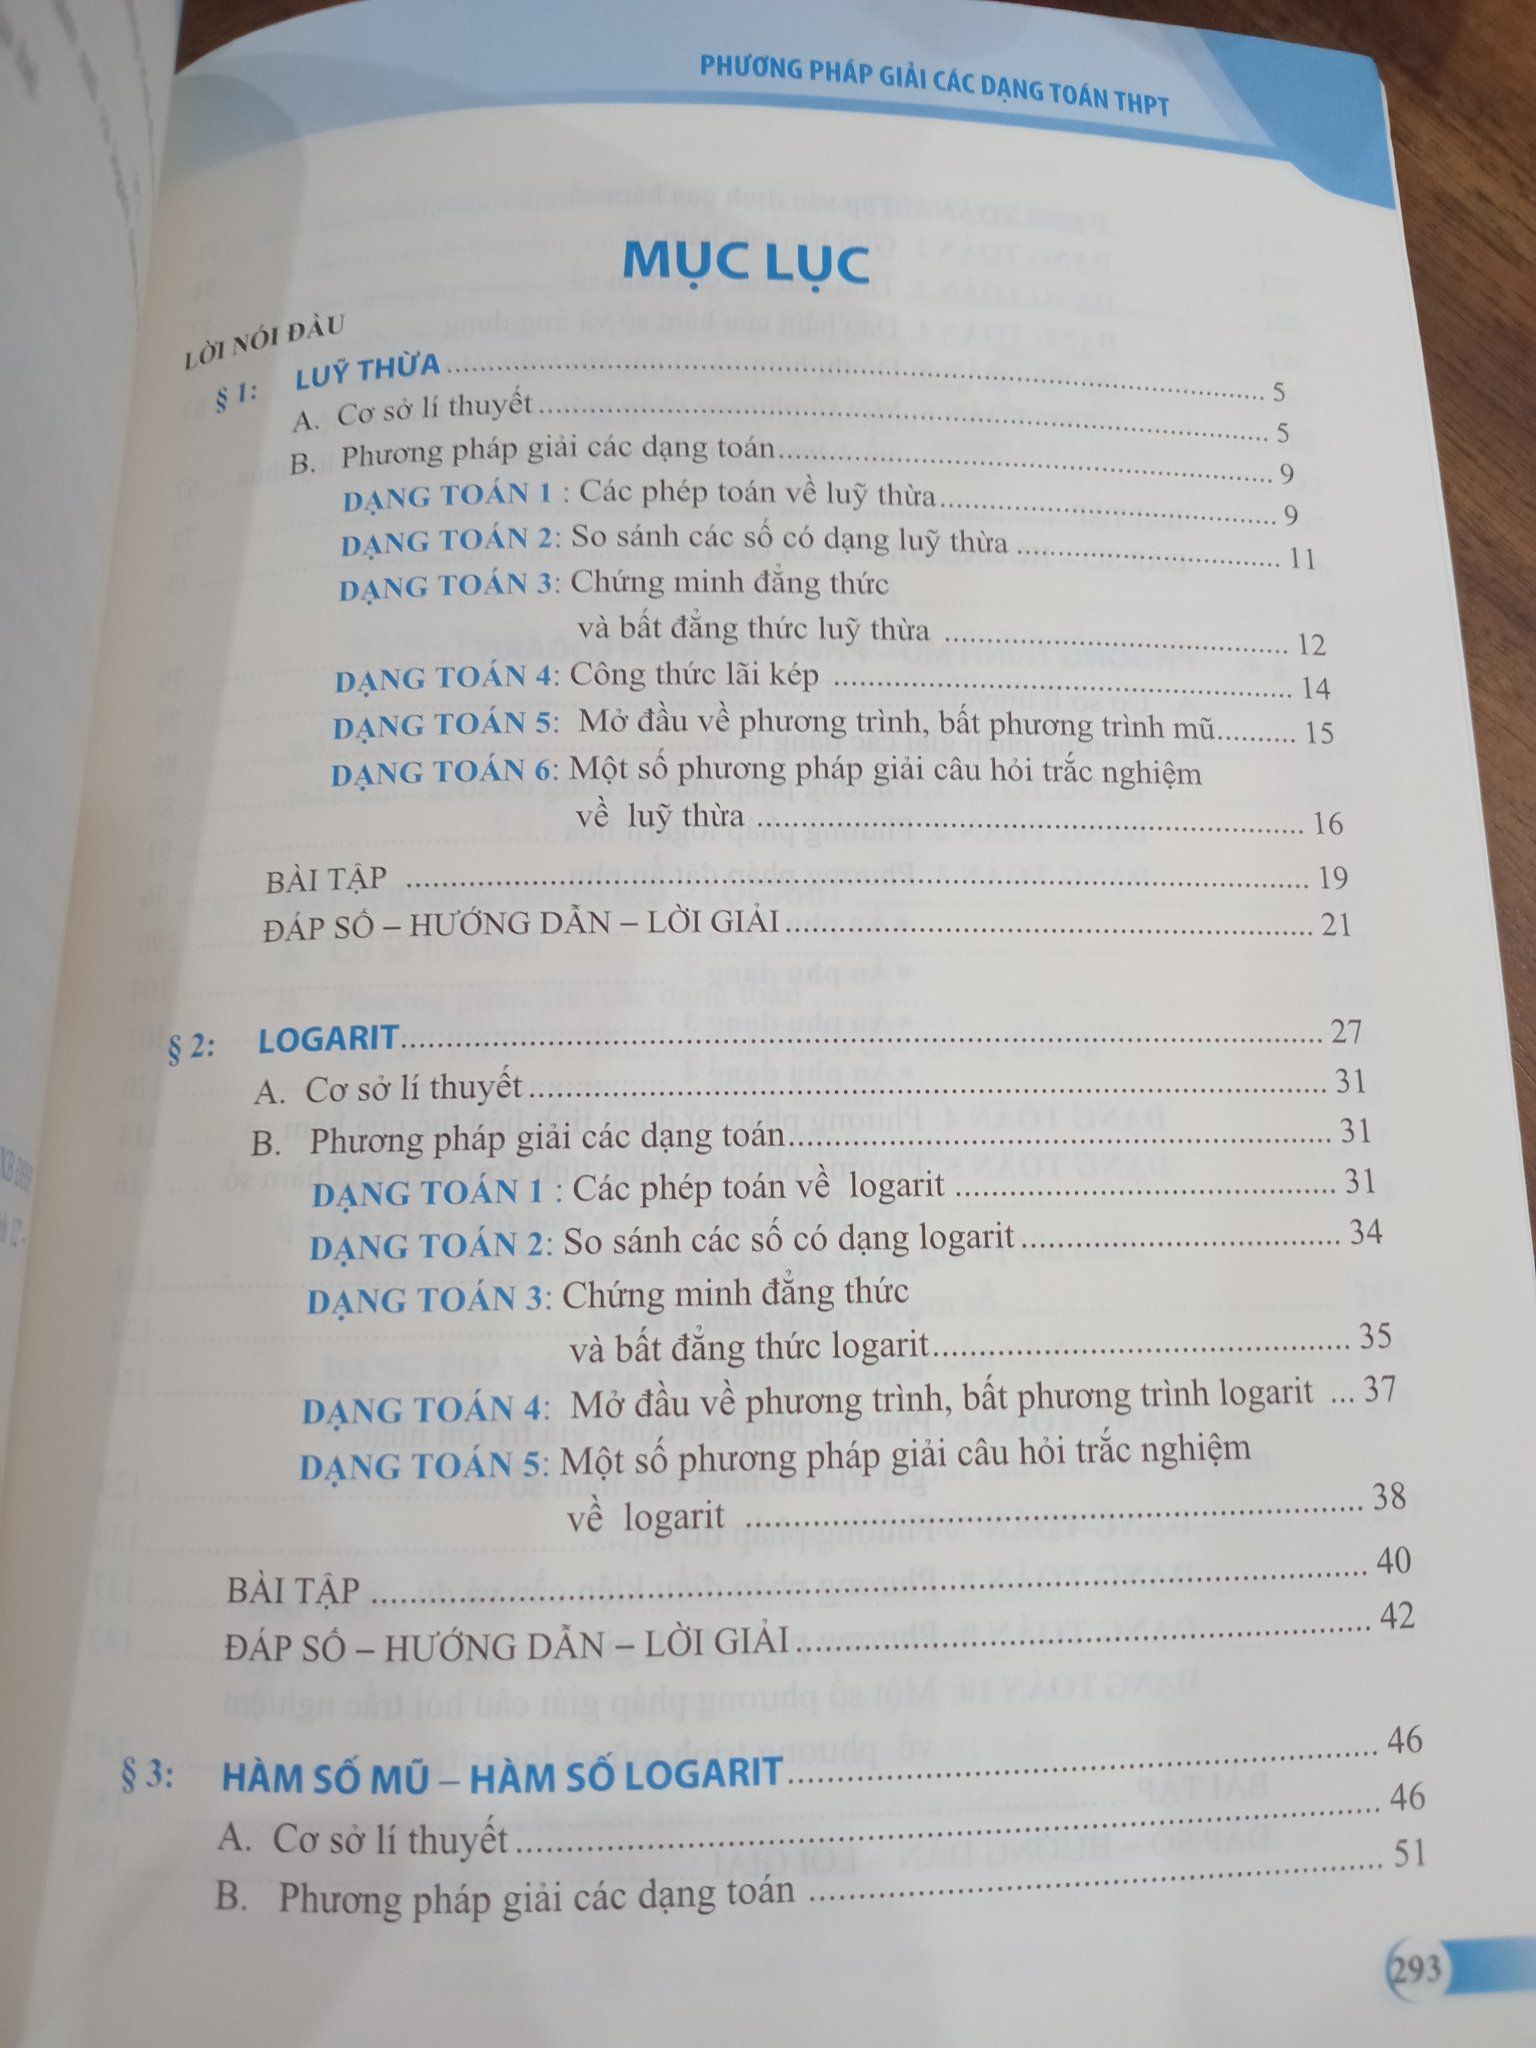 PHƯƠNG PHÁP GIẢI CÁC DẠNG TOÁN THPT
MỤC LỤC
LỜI NÓI ĐẦU
§ 1: LUỸ THỪA ........ 5
A. Cơ sở lí thuyết ........ 5
B. Phương pháp giải các dạng toán ........ 9
DẠNG TOÁN 1 : Các phép toán về luỹ thừa ........ 9
DẠNG TOÁN 2: So sánh các số có dạng luỹ thừa ........ 11
DẠNG TOÁN 3: Chứng minh đẳng thức
và bất đẳng thức luỹ thừa ........ 12
DẠNG TOÁN 4: Công thức lãi kép ........ 14
DẠNG TOÁN 5: Mở đầu về phương trình, bất phương trình mũ ........ 15
DẠNG TOÁN 6: Một số phương pháp giải câu hỏi trắc nghiệm
về luỹ thừa ........ 16
BÀI TẬP ........ 19
ĐÁP SỐ – HƯỚNG DẪN – LỜI GIẢI ........ 21
§ 2: LOGARIT ........ 27
A. Cơ sở lí thuyết ........ 31
B. Phương pháp giải các dạng toán ........ 31
DẠNG TOÁN 1 : Các phép toán về logarit ........ 31
DẠNG TOÁN 2: So sánh các số có dạng logarit ........ 34
DẠNG TOÁN 3: Chứng minh đẳng thức
và bất đẳng thức logarit ........ 35
DẠNG TOÁN 4: Mở đầu về phương trình, bất phương trình logarit ... 37
DẠNG TOÁN 5: Một số phương pháp giải câu hỏi trắc nghiệm
về logarit ........ 38
BÀI TẬP ........ 40
ĐÁP SỐ – HƯỚNG DẪN – LỜI GIẢI ........ 42
§ 3: HÀM SỐ MŨ – HÀM SỐ LOGARIT ........ 46
A. Cơ sở lí thuyết ........ 46
B. Phương pháp giải các dạng toán ........ 51
293